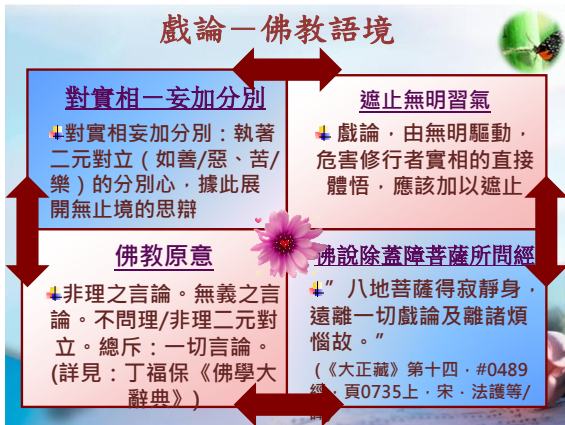 戲論－佛教語境
對實相－妄加分別
對實相妄加分別：執著
二元對立（如善/惡、苦/
樂）的分別心，據此展
開無止境的思辯
遮止無明習氣
戲論，由無明驅動，
危害修行者實相的直接
體悟，應該加以遮止
佛教原意
非理之言論。無義之言
論。不問理/非理二元對
立。總斥：一切言論。
(詳見：丁福保《佛學大
辭典》)
佛說除蓋障菩薩所問經
”八地菩薩得寂靜身，
遠離一切戲論及離諸煩
惱故。”
(《大正藏》第十四，#0489
經，頁0735上，宋．法護等/